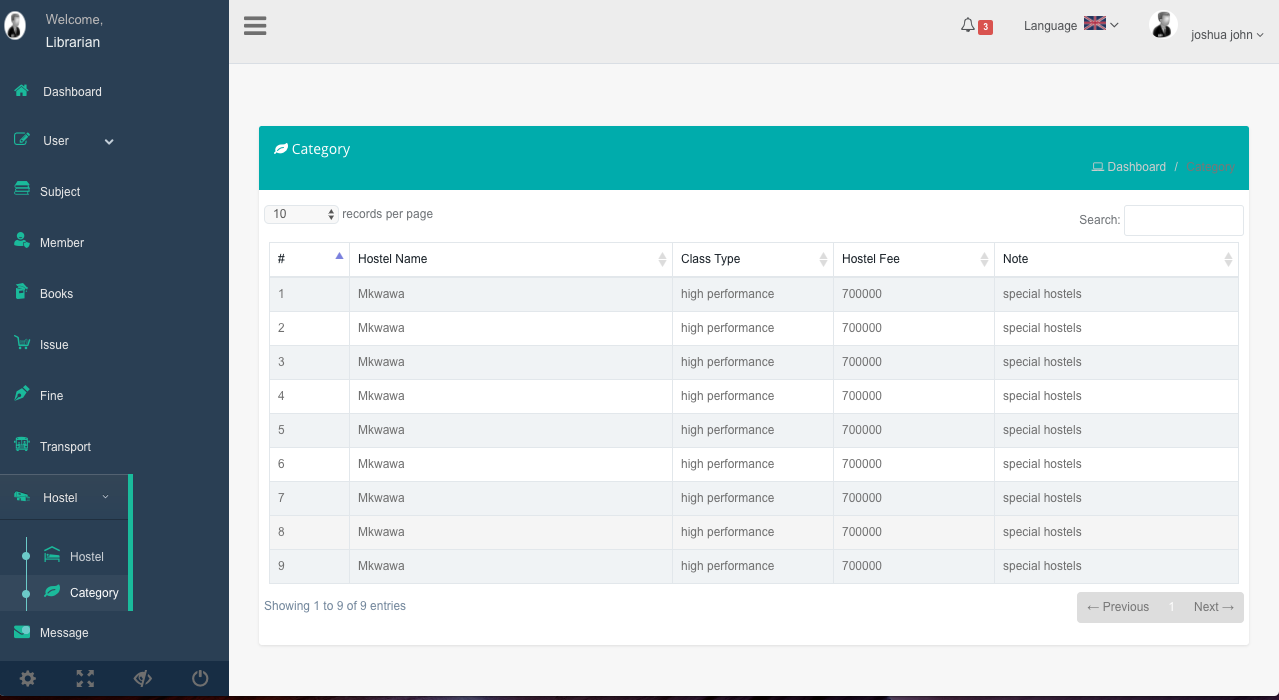 Welcome,
Librarian
Dashboard
User
Subject
Member
Books
Issue
Fine
Transport
Hostel
Hostel
Category
Message
3
Language
joshua john
Category
Dashboard / Category
10 records per page
Search:
# Hostel Name Class Type Hostel Fee Note
1 Mkwawa high performance 700000 special hostels
2 Mkwawa high performance 700000 special hostels
3 Mkwawa high performance 700000 special hostels
4 Mkwawa high performance 700000 special hostels
5 Mkwawa high performance 700000 special hostels
6 Mkwawa high performance 700000 special hostels
7 Mkwawa high performance 700000 special hostels
8 Mkwawa high performance 700000 special hostels
9 Mkwawa high performance 700000 special hostels
Showing 1 to 9 of 9 entries
← Previous 1 Next →